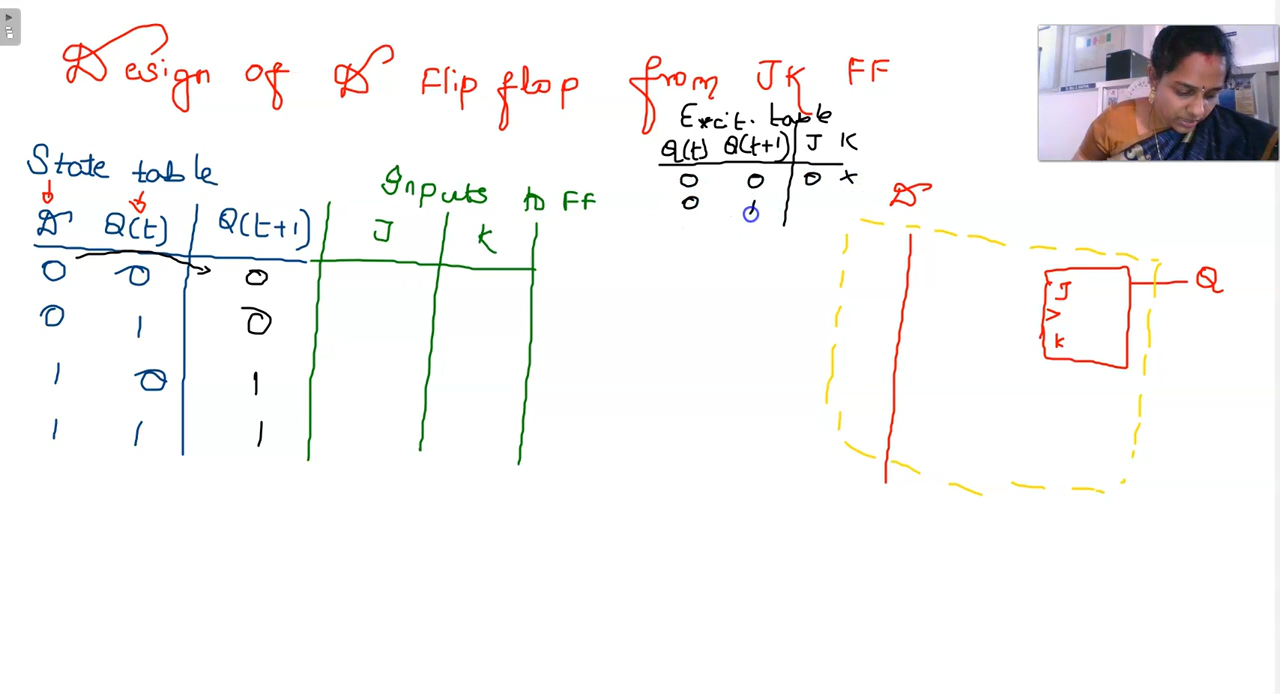 Design of D Flip flop from JK FF
Excit. table
Q(t) Q(t+1) J K
0 0 0 x
0 1
State table
Inputs to FF
D Q(t) Q(t+1) J K
0 0 0
0 1 0
1 0 1
1 1 1
D
J
>
K
Q